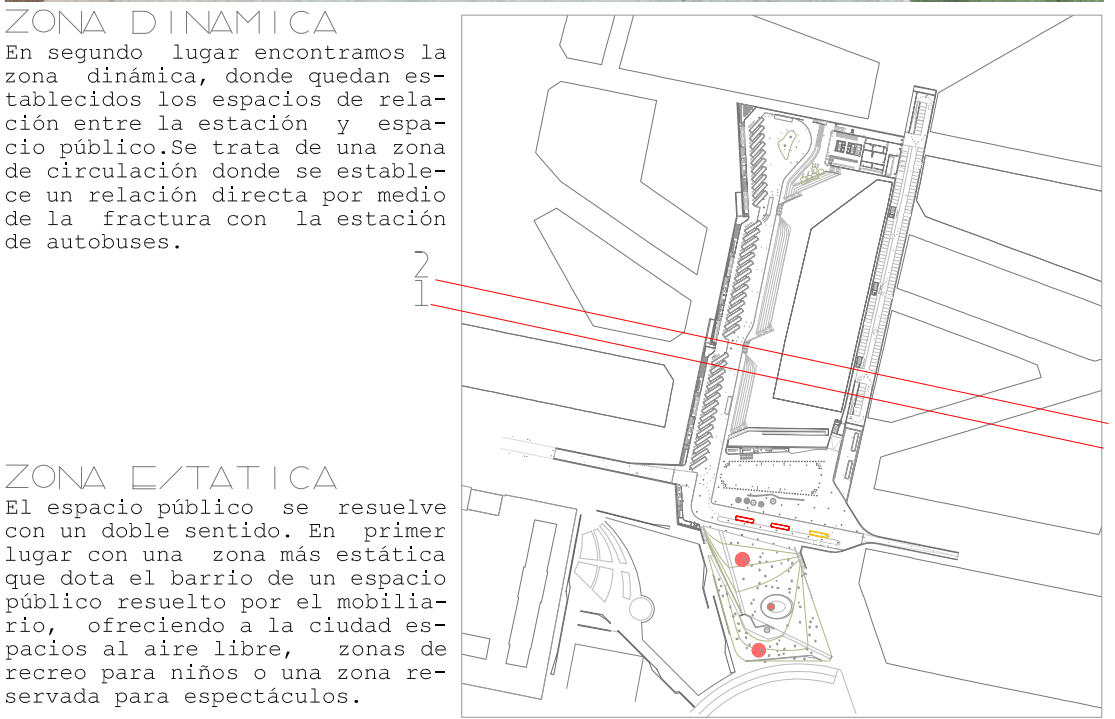 ZONA DINAMICA
En segundo lugar encontramos la
zona dinámica, donde quedan es-
tablecidos los espacios de rela-
ción entre la estación y espa-
cio público.Se trata de una zona
de circulación donde se estable-
ce un relación directa por medio
de la fractura con la estación
de autobuses.
2
1
ZONA ESTATICA
El espacio público se resuelve
con un doble sentido. En primer
lugar con una zona más estática
que dota el barrio de un espacio
público resuelto por el mobilia-
rio, ofreciendo a la ciudad es-
pacios al aire libre, zonas de
recreo para niños o una zona re-
servada para espectáculos.